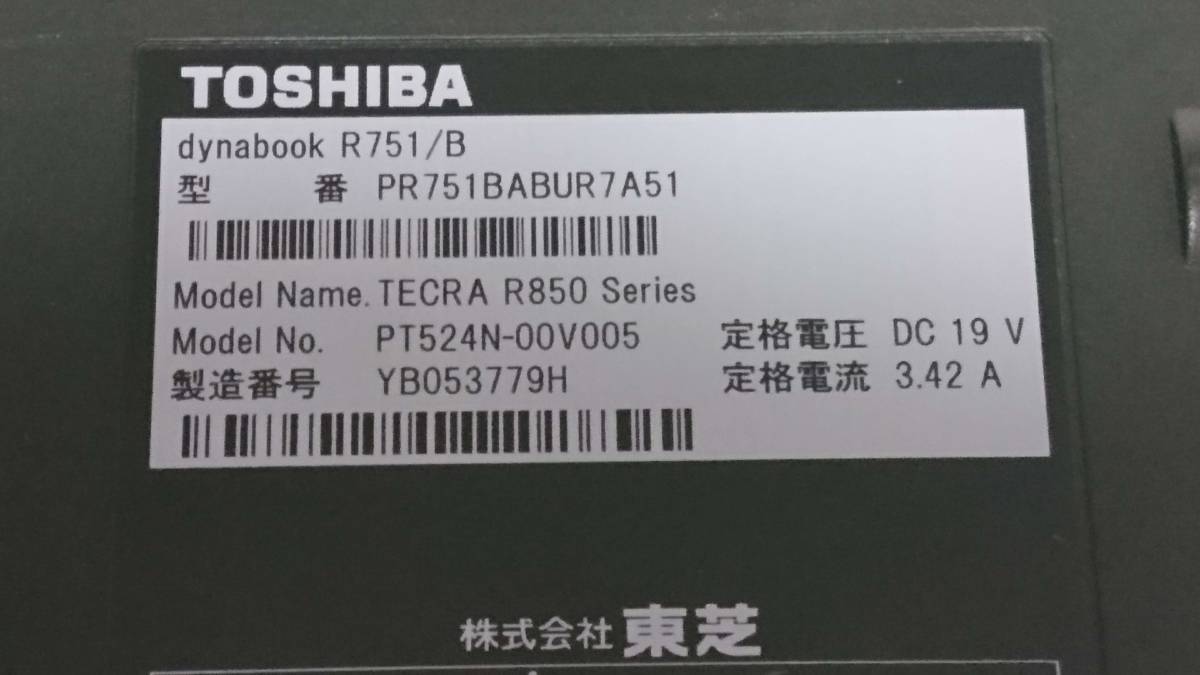 TOSHIBA
dynabook R751/B
型 番 PR751BABUR7A51
Model Name. TECRA R850 Series
Model No. PT524N-00V005 定格電圧 DC 19 V
製造番号 YB053779H 定格電流 3.42 A
株式会社 東芝